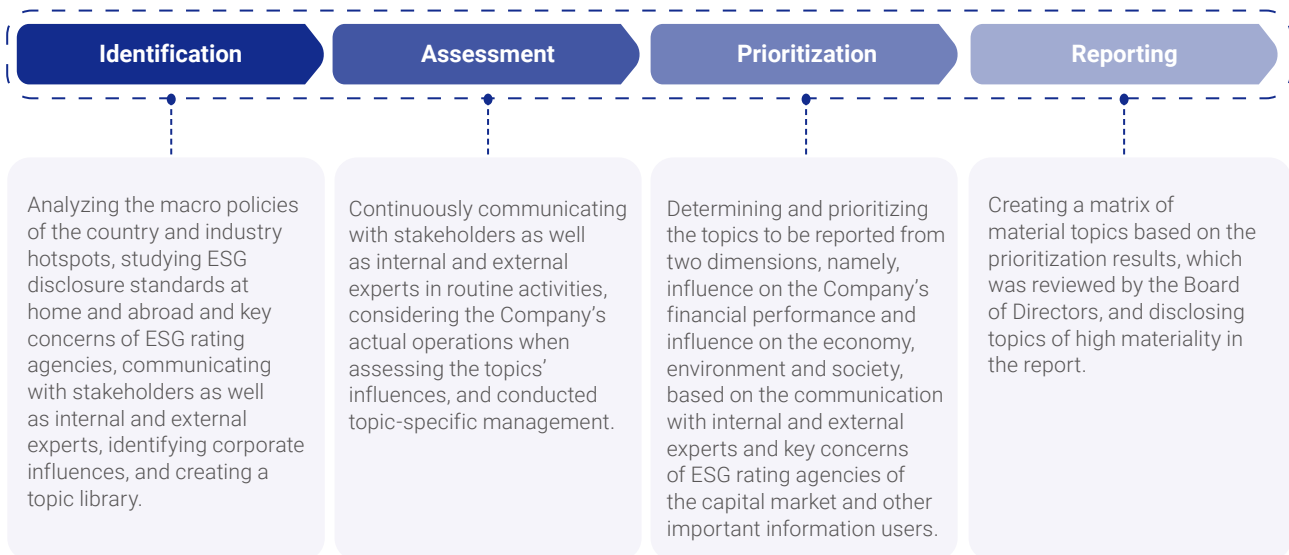 Identification
Assessment
Prioritization
Reporting
Analyzing the macro policies
of the country and industry
hotspots, studying ESG
disclosure standards at
home and abroad and key
concerns of ESG rating
agencies, communicating
with stakeholders as well
as internal and external
experts, identifying corporate
influences, and creating a
topic library.
Continuously communicating
with stakeholders as well
as internal and external
experts in routine activities,
considering the Company’s
actual operations when
assessing the topics’
influences, and conducted
topic-specific management.
Determining and prioritizing
the topics to be reported from
two dimensions, namely,
influence on the Company’s
financial performance and
influence on the economy,
environment and society,
based on the communication
with internal and external
experts and key concerns
of ESG rating agencies of
the capital market and other
important information users.
Creating a matrix of
material topics based on the
prioritization results, which
was reviewed by the Board
of Directors, and disclosing
topics of high materiality in
the report.